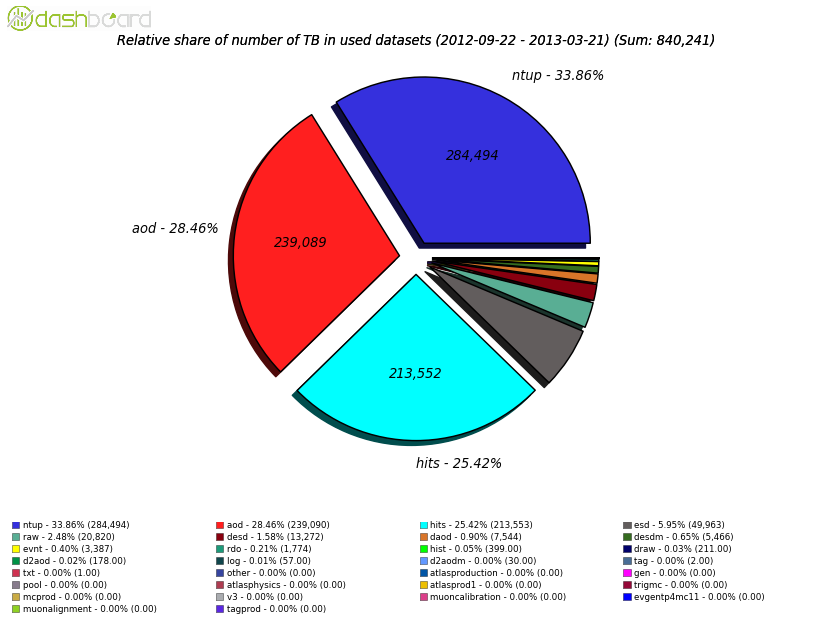 dashboard
Relative share of number of TB in used datasets (2012-09-22 - 2013-03-21) (Sum: 840,241)
ntup - 33.86%
284,494
aod - 28.46%
239,089
213,552
hits - 25.42%
ntup - 33.86% (284,494) aod - 28.46% (239,090) hits - 25.42% (213,553) esd - 5.95% (49,963)
raw - 2.48% (20,820) desd - 1.58% (13,272) daod - 0.90% (7,544) desdm - 0.65% (5,466)
evnt - 0.40% (3,387) rdo - 0.21% (1,774) hist - 0.05% (399.00) draw - 0.03% (211.00)
d2aod - 0.02% (178.00) log - 0.01% (57.00) d2aodm - 0.00% (30.00) tag - 0.00% (2.00)
txt - 0.00% (1.00) other - 0.00% (0.00) atlasproduction - 0.00% (0.00) gen - 0.00% (0.00)
pool - 0.00% (0.00) atlasphysics - 0.00% (0.00) atlasprod1 - 0.00% (0.00) trigmc - 0.00% (0.00)
mcprod - 0.00% (0.00) v3 - 0.00% (0.00) muoncalibration - 0.00% (0.00) evgentp4mc11 - 0.00% (0.00)
muonalignment - 0.00% (0.00) tagprod - 0.00% (0.00)